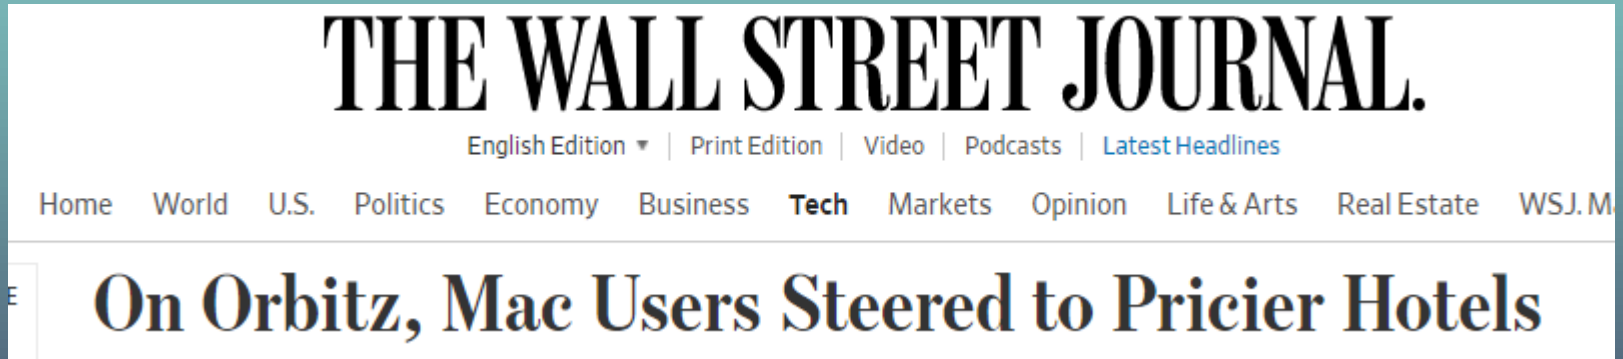 THE WALL STREET JOURNAL.
English Edition ▼ | Print Edition | Video | Podcasts | Latest Headlines
Home World U.S. Politics Economy Business Tech Markets Opinion Life & Arts Real Estate WSJ. M
E
On Orbitz, Mac Users Steered to Pricier Hotels